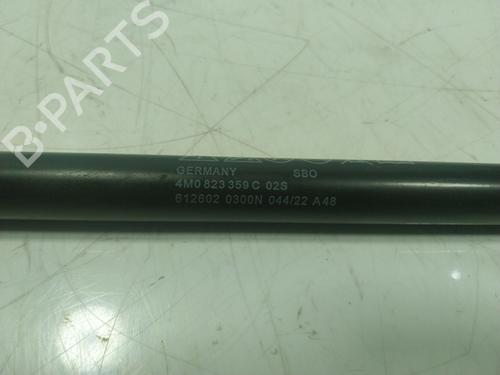 B-PARTS
GERMANY SBO
4M0 823 359 C 02S
612602 0300N 044/22 A48